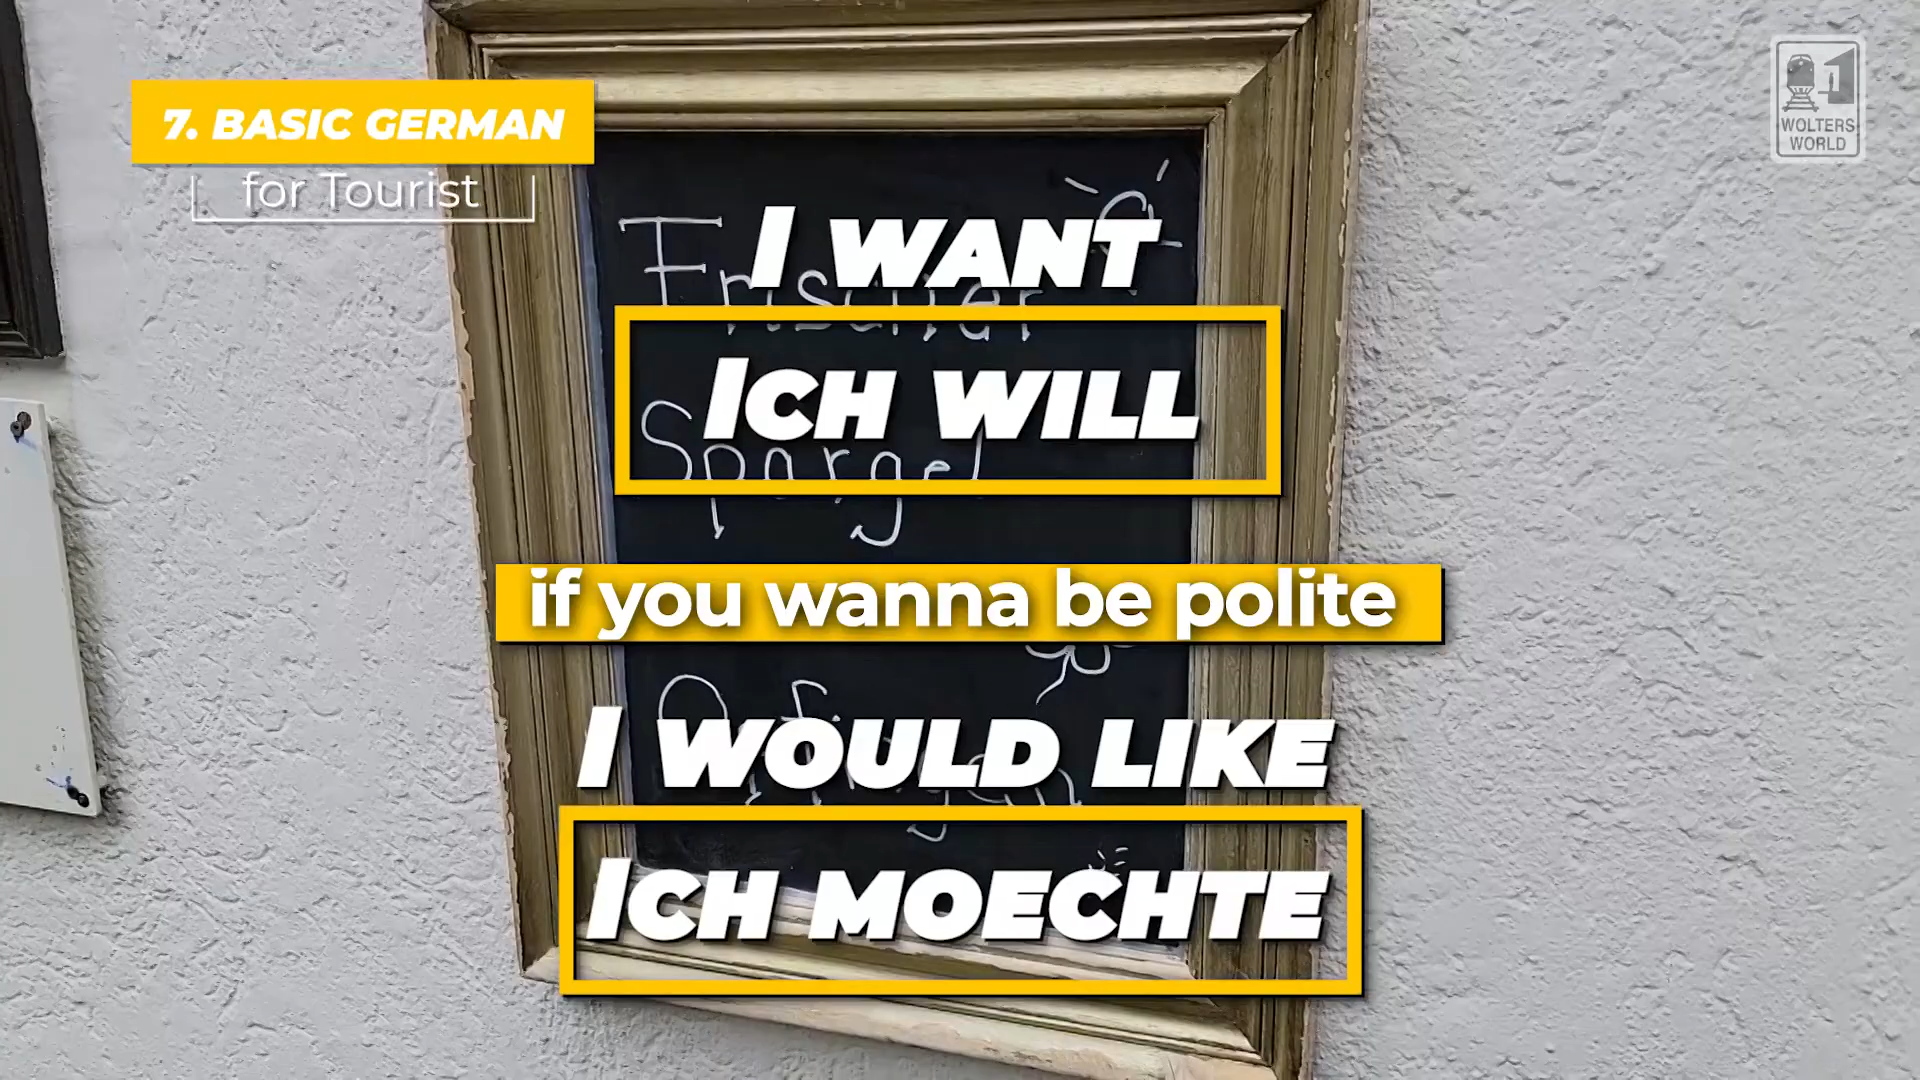 7. BASIC GERMAN
for Tourist
WOLTERS
WORLD
I WANT
Frischer
ICH WILL
Spargel
if you wanna be polite
I WOULD LIKE
ICH MOECHTE